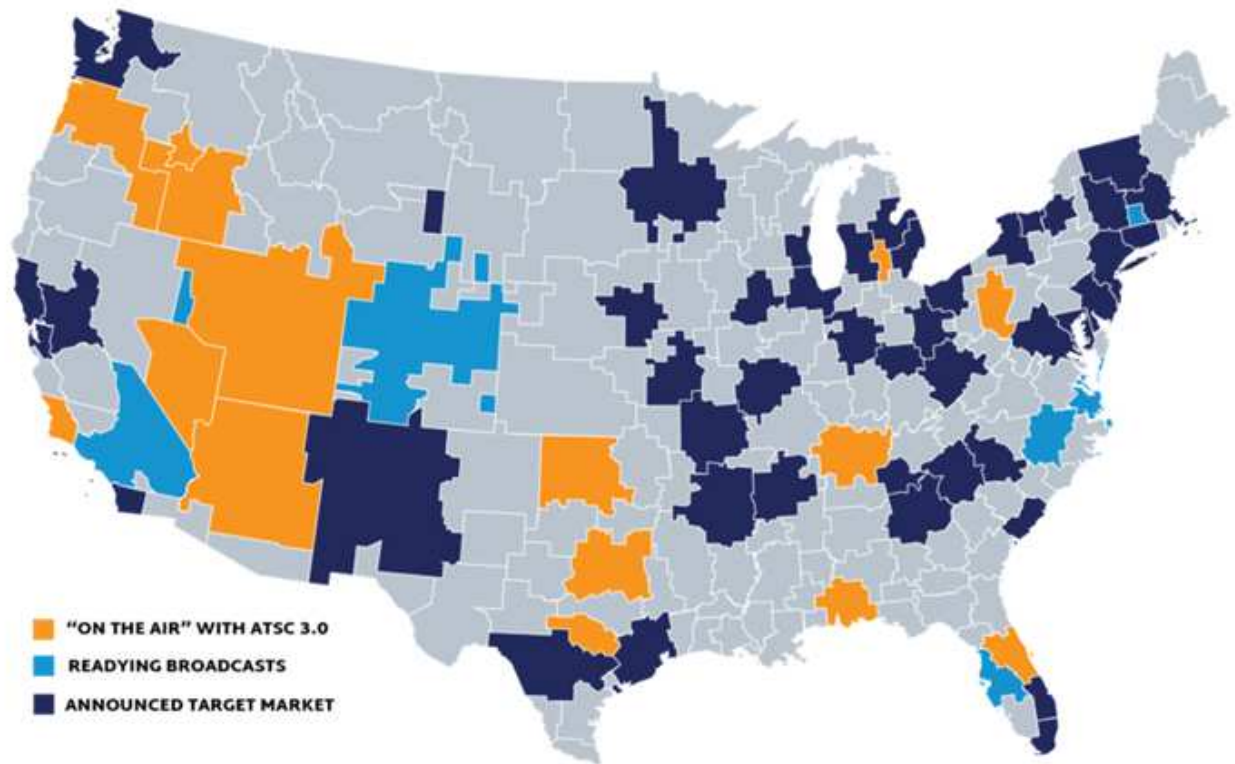 “ON THE AIR” WITH ATSC 3.0
READYING BROADCASTS
ANNOUNCED TARGET MARKET